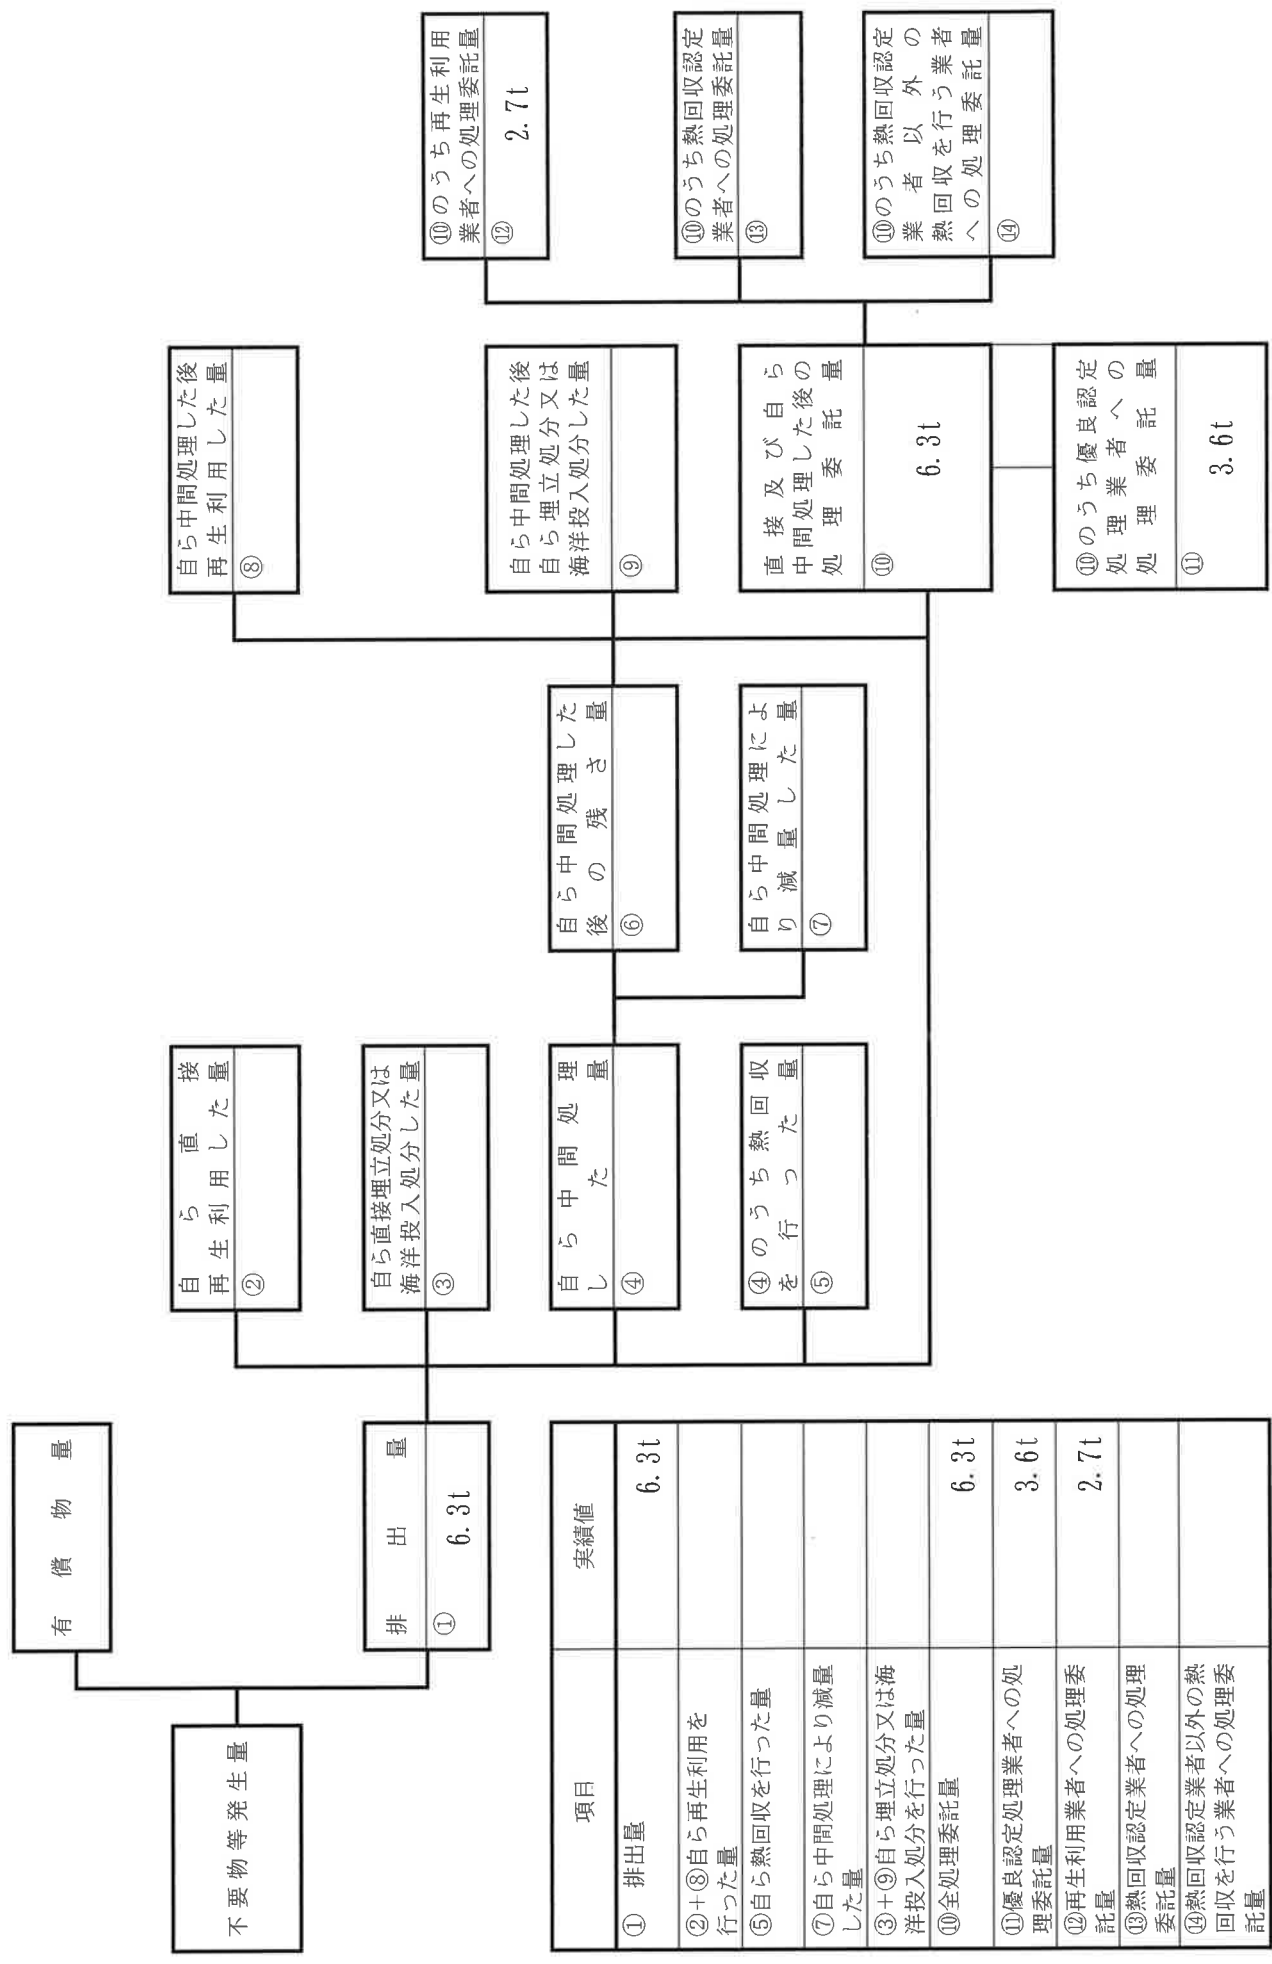 有償物量
不要物等発生量
排出量
①
6.3t
自ら直接
再生利用した量
②
自ら直接埋立処分又は
海洋投入処分した量
③
自ら中間処理
した量
④
④のうち熱回収
を行った量
⑤
自ら中間処理した
後の残さ量
⑥
自ら中間処理によ
り減量した量
⑦
自ら中間処理した後
再生利用した量
⑧
自ら中間処理した後
自ら埋立処分又は
海洋投入処分した量
⑨
直接及び自ら
中間処理した後の
処理委託量
⑩
6.3t
⑩のうち優良認定
処理業者への
処理委託量
⑪
3.6t
⑩のうち再生利用
業者への処理委託量
⑫
2.7t
⑩のうち熱回収認定
業者への処理委託量
⑬
⑩のうち熱回収認定
業者以外の
熱回収を行う業者
への処理委託量
⑭
項目 実績値
① 排出量 6.3t
②+⑧自ら再生利用を
行った量
⑤自ら熱回収を行った量
⑦自ら中間処理により減量
した量
③+⑨自ら埋立処分又は海
洋投入処分を行った量
⑩全処理委託量 6.3t
⑪優良認定処理業者への処
理委託量 3.6t
⑫再生利用業者への処理委
託量 2.7t
⑬熱回収認定業者への処理
委託量
⑭熱回収認定業者以外の熱
回収を行う業者への処理委
託量